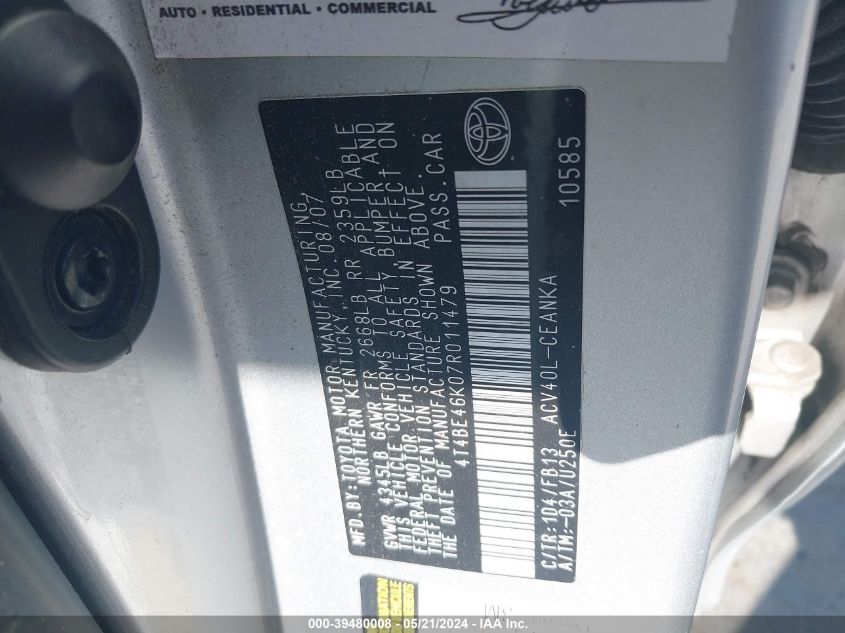 AUTO • RESIDENTIAL • COMMERCIAL
MFD.BY:TOYOTA MOTOR MANUFACTURING,
NORTHERN KENTUCKY, INC. 08/07
GVWR 4345LB GAWR FR 2668LB RR 2359LB
THIS VEHICLE CONFORMS TO ALL APPLICABLE
FEDERAL MOTOR VEHICLE SAFETY BUMPER AND
THEFT PREVENTION STANDARDS IN EFFECT ON
THE DATE OF MANUFACTURE SHOWN ABOVE.
4T4BE46K07R011479 PASS.CAR
C/TR:1D4/FB13 ACV40L-CEANKA 10585
A/TM:-03A/U250E
000-39480008 - 05/21/2024 - IAA Inc.